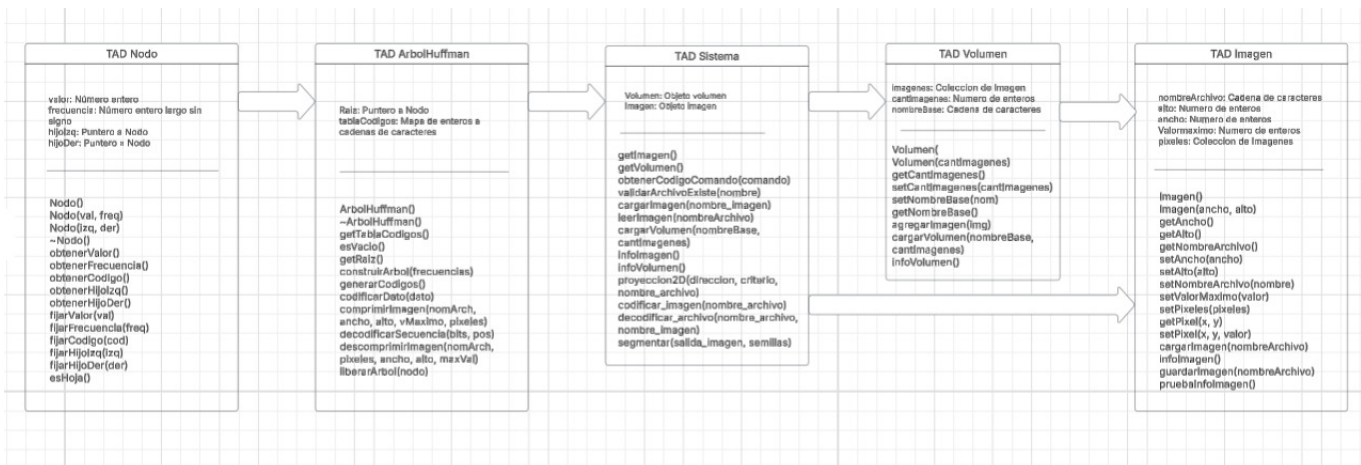 TAD Nodo
valor: Número entero
frecuencia: Número entero largo sin
signo
hijoIzq: Puntero a Nodo
hijoDer: Puntero a Nodo
Nodo()
Nodo(val, freq)
Nodo(izq, der)
~Nodo()
obtenerValor()
obtenerFrecuencia()
obtenerCodigo()
obtenerHijoIzq()
obtenerHijoDer()
fijarValor(val)
fijarFrecuencia(freq)
fijarCodigo(cod)
fijarHijoIzq(izq)
fijarHijoDer(der)
esHoja()
TAD ArbolHuffman
Raiz: Puntero a Nodo
tablaCodigos: Mapa de enteros a
cadenas de caracteres
ArbolHuffman()
~ArbolHuffman()
getTablaCodigos()
esVacio()
getRaiz()
construirArbol(frecuencias)
generarCodigos()
codificarDato(dato)
comprimirImagen(nomArch,
ancho, alto, vMaximo, pixeles)
decodificarSecuencia(bits, pos)
descomprimirImagen(nomArch,
pixeles, ancho, alto, maxVal)
liberarArbol(nodo)
TAD Sistema
Volumen: Objeto volumen
Imagen: Objeto imagen
getImagen()
getVolumen()
obtenerCodigoComando(comando)
validarArchivoExiste(nombre)
cargarImagen(nombre_imagen)
leerImagen(nombreArchivo)
cargarVolumen(nombreBase,
cantImagenes)
infoImagen()
infoVolumen()
proyeccion2D(direccion, criterio,
nombre_archivo)
codificar_imagen(nombre_archivo)
decodificar_archivo(nombre_archivo,
nombre_imagen)
segmentar(salida_imagen, semillas)
TAD Volumen
imagenes: Coleccion de Imagen
cantImagenes: Numero de enteros
nombreBase: Cadena de caracteres
Volumen(
Volumen(cantImagenes)
getCantImagenes()
setCantImagenes(cantImagenes)
setNombreBase(nom)
getNombreBase()
agregarImagen(img)
cargarVolumen(nombreBase,
cantImagenes)
infoVolumen()
TAD Imagen
nombreArchivo: Cadena de caracteres
alto: Numero de enteros
ancho: Numero de enteros
Valormaximo: Numero de enteros
pixeles: Coleccion de Imagenes
Imagen()
Imagen(ancho, alto)
getAncho()
getAlto()
getNombreArchivo()
setAncho(ancho)
setAlto(alto)
setNombreArchivo(nombre)
setValorMaximo(valor)
setPixeles(pixeles)
getPixel(x, y)
setPixel(x, y, valor)
cargarImagen(nombreArchivo)
infoImagen()
guardarImagen(nombreArchivo)
pruebaInfoImagen()